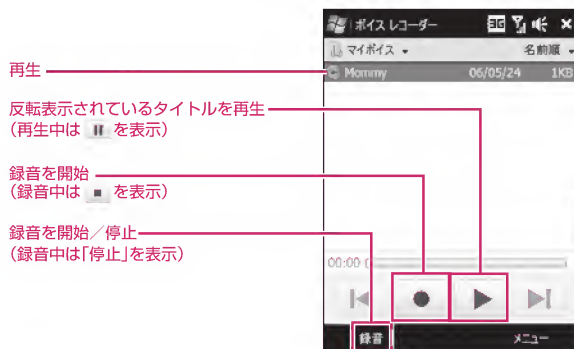 ボイス レコーダー 3G
マイボイス 名前順
Mommy 06/05/24 1KB
再生
反転表示されているタイトルを再生
(再生中は を表示)
録音を開始
(録音中は を表示)
録音を開始/停止
(録音中は「停止」を表示)
00:00
録音 メニュー